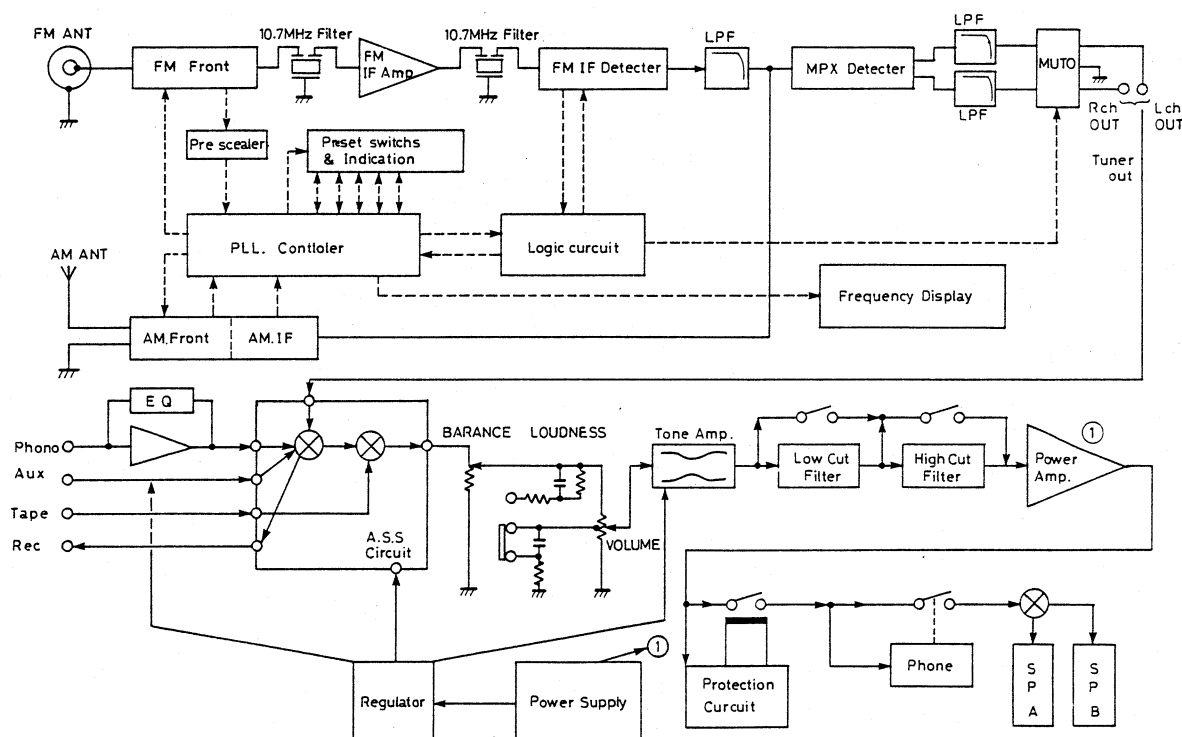 FM ANT
FM Front
10.7MHz Filter
FM
IF Amp
10.7MHz Filter
FM IF Detecter
LPF
MPX Detecter
LPF
LPF
MUTO
Rch
OUT
Lch
OUT
Tuner
out
Pre scealer
Preset switchs
& Indication
PLL. Contloler
Logic curcuit
Frequency Display
AM ANT
AM.Front
AM.IF
EQ
Phono
Aux
Tape
Rec
A.S.S
Circuit
BARANCE
LOUDNESS
VOLUME
Tone Amp.
Low Cut
Filter
High Cut
Filter
Power
Amp.
1
Regulator
Power Supply
1
Protection
Curcuit
Phone
S
P
A
S
P
B